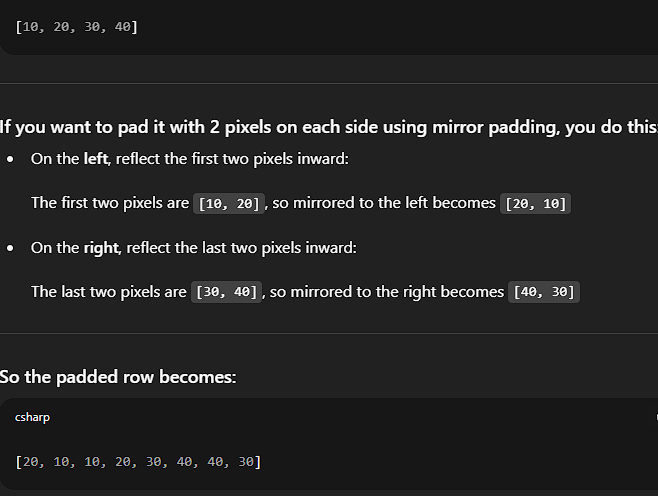 [10, 20, 30, 40]
If you want to pad it with 2 pixels on each side using mirror padding, you do this:
On the left, reflect the first two pixels inward:
The first two pixels are [10, 20], so mirrored to the left becomes [20, 10]
On the right, reflect the last two pixels inward:
The last two pixels are [30, 40], so mirrored to the right becomes [40, 30]
So the padded row becomes:
csharp
[20, 10, 10, 20, 30, 40, 40, 30]